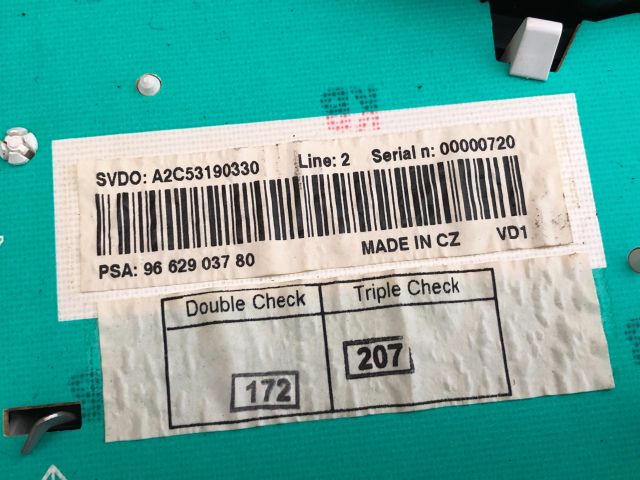 SVDO: A2C53190330 Line: 2 Serial n: 00000720
PSA: 96 629 037 80 MADE IN CZ VD1
Double Check Triple Check
172 207